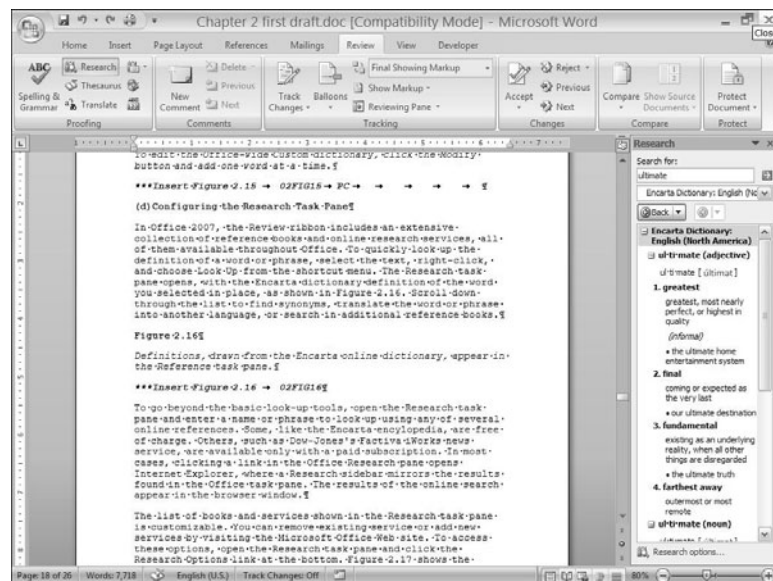 Chapter 2 first draft.doc [Compatibility Mode] - Microsoft Word
Clos
Home Insert Page Layout References Mailings Review View Developer
ABC
Spelling & Grammar
Research
Thesaurus
Translate
Proofing
New Comment
Delete
Previous
Next
Comments
Track Changes
Balloons
Final Showing Markup
Show Markup
Reviewing Pane
Tracking
Accept
Reject
Previous
Next
Changes
Compare
Show Source Documents
Compare
Protect Document
Protect
To edit the Office-wide Custom dictionary, click the Modify
button and add one word at a time.¶
***Insert Figure 2.15 → 02FIG15 → PC → → → → → ¶
(d) Configuring the Research Task Pane¶
In Office 2007, the Review ribbon includes an extensive
collection of reference books and online research services, all
of them available throughout Office. To quickly look up the
definition of a word or phrase, select the text, right-click,
and choose Look Up from the shortcut menu. The Research task
pane opens, with the Encarta dictionary definition of the word
you selected in place, as shown in Figure 2.16. Scroll down
through the list to find synonyms, translate the word or phrase
into another language, or search in additional reference books.¶
Figure 2.16¶
Definitions, drawn from the Encarta online dictionary, appear in
the Reference task pane.¶
***Insert Figure 2.16 → 02FIG16¶
To go beyond the basic look-up tools, open the Research task
pane and enter a name or phrase to look up using any of several
online references. Some, like the Encarta encyclopedia, are free
of charge. Others, such as Dow-Jones's Factiva iWorks news
service, are available only with a paid subscription. In most
cases, clicking a link in the Office Research pane opens
Internet Explorer, where a Research sidebar mirrors the results
found in the Office task pane. The results of the online search
appear in the browser window.¶
The list of books and services shown in the Research task pane
is customizable. You can remove existing service or add new
services by visiting the Microsoft Office Web site. To access
these options, open the Research task pane and click the
Research Options link at the bottom. Figure 2.17 shows the
Research
Search for:
ultimate
Encarta Dictionary: English (Nc
Back
Encarta Dictionary:
English (North America)
ul·ti·mate (adjective)
ul·ti·mate [ últimət ]
1. greatest
greatest, most nearly
perfect, or highest in
quality
(informal)
• the ultimate home
entertainment system
2. final
coming or expected as
the very last
• our ultimate destination
3. fundamental
existing as an underlying
reality, when all other
things are disregarded
• the ultimate truth
4. farthest away
outermost or most
remote
ul·ti·mate (noun)
Research options...
Page: 18 of 26 Words: 7,718 English (U.S.) Track Changes: Off 80%